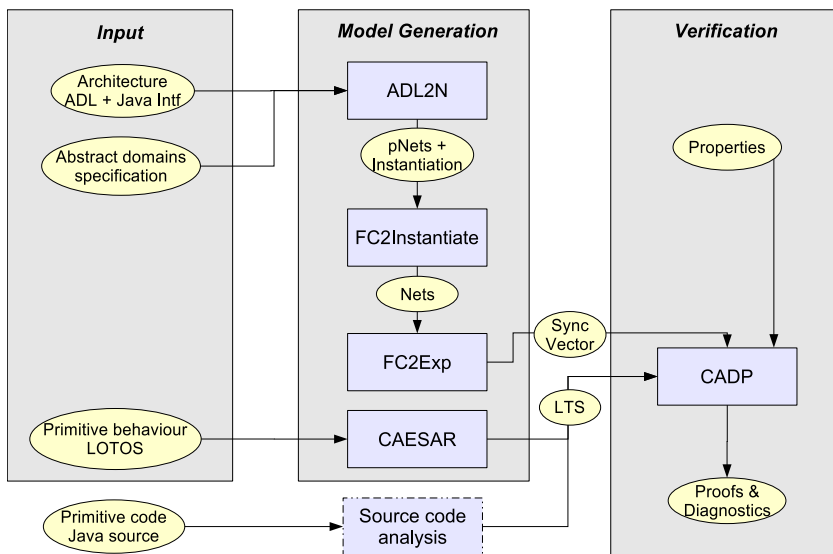 Input
Model Generation
Verification
Architecture
ADL + Java Intf
ADL2N
Abstract domains
specification
pNets +
Instantiation
Properties
FC2Instantiate
Nets
Sync
Vector
FC2Exp
CADP
LTS
Primitive behaviour
LOTOS
CAESAR
Proofs &
Diagnostics
Primitive code
Java source
Source code
analysis